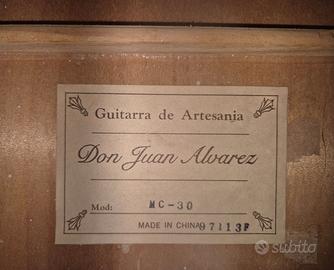 Guitarra de Artesania
Don Juan Alvarez
Mod: MC-30
MADE IN CHINA 97113F
subito